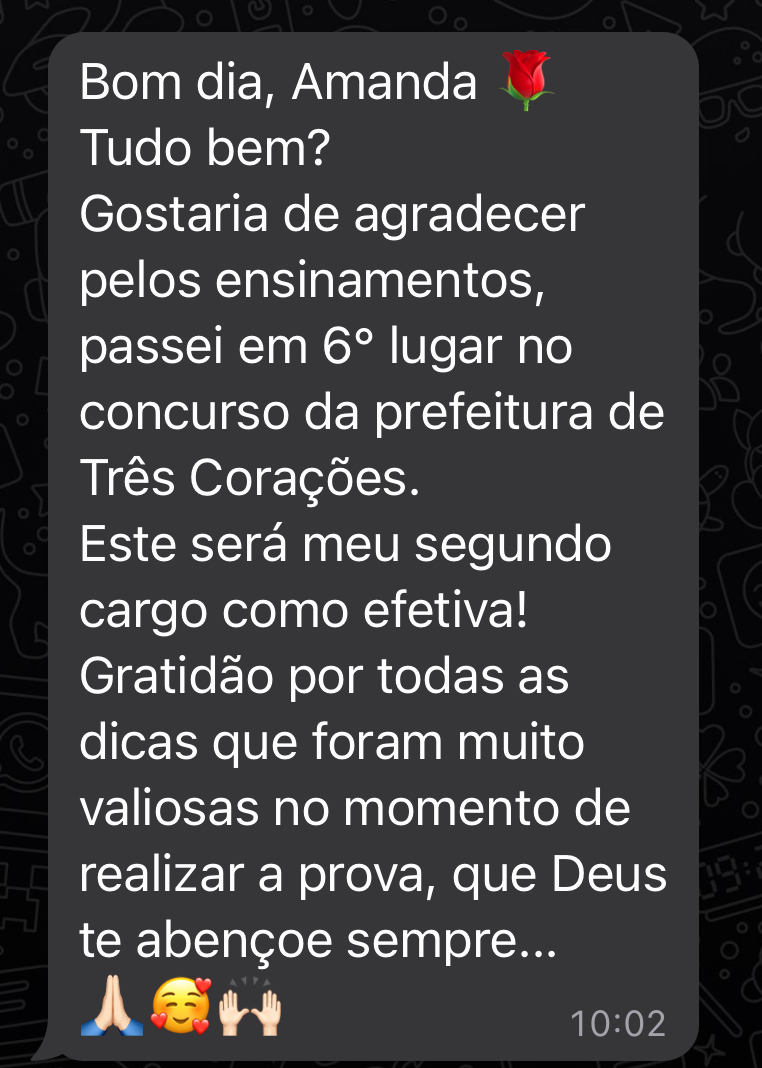 Bom dia, Amanda 🌹
Tudo bem?
Gostaria de agradecer
pelos ensinamentos,
passei em 6° lugar no
concurso da prefeitura de
Três Corações.
Este será meu segundo
cargo como efetiva!
Gratidão por todas as
dicas que foram muito
valiosas no momento de
realizar a prova, que Deus
te abençoe sempre...
🙏🏻🥰🙌🏻
10:02